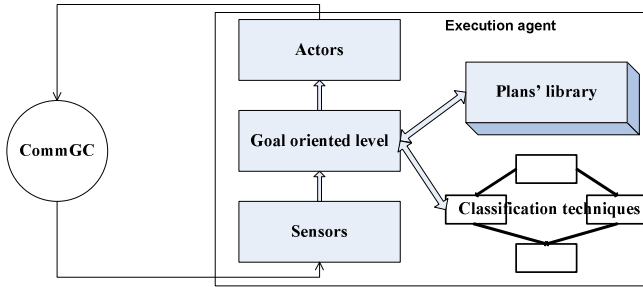 Execution agent
Actors
Plans' library
Goal oriented level
CommGC
Classification techniques
Sensors